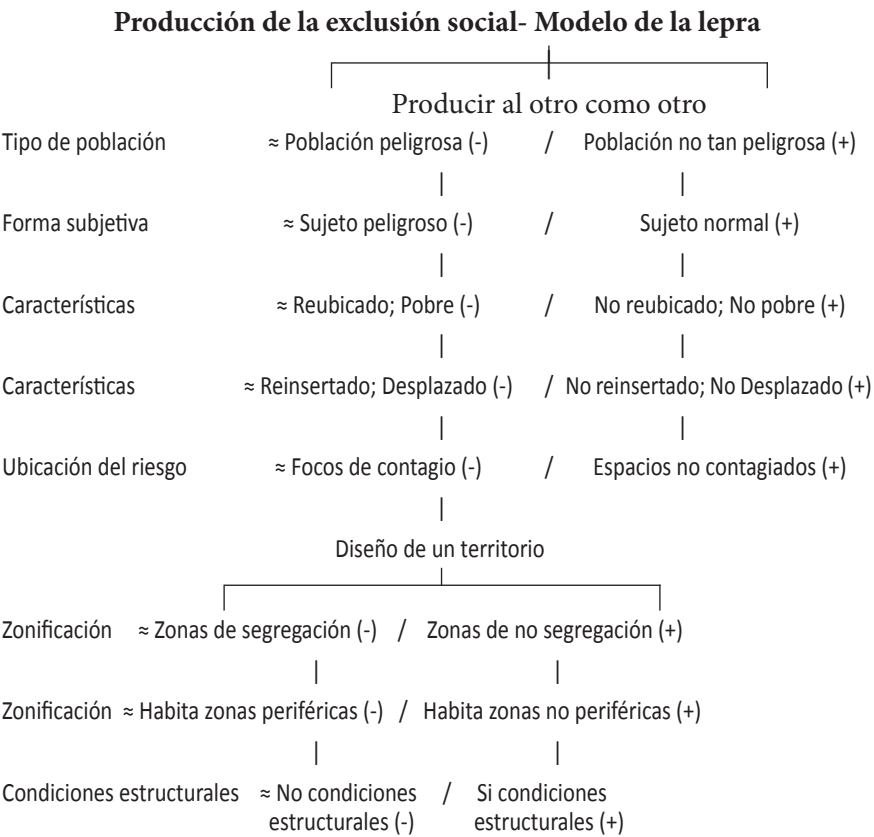 Producción de la exclusión social- Modelo de la lepra
Producir al otro como otro
Tipo de población ≈ Población peligrosa (-) / Población no tan peligrosa (+)
| |
Forma subjetiva ≈ Sujeto peligroso (-) / Sujeto normal (+)
| |
Característícas ≈ Reubicado; Pobre (-) / No reubicado; No pobre (+)
| |
Característícas ≈ Reinsertado; Desplazado (-) / No reinsertado; No Desplazado (+)
| |
Ubicación del riesgo ≈ Focos de contagio (-) / Espacios no contagiados (+)
|
Diseño de un territorio
Zonificación ≈ Zonas de segregación (-) / Zonas de no segregación (+)
| |
Zonificación ≈ Habita zonas periféricas (-) / Habita zonas no periféricas (+)
| |
Condiciones estructurales ≈ No condiciones / Si condiciones
estructurales (-) estructurales (+)